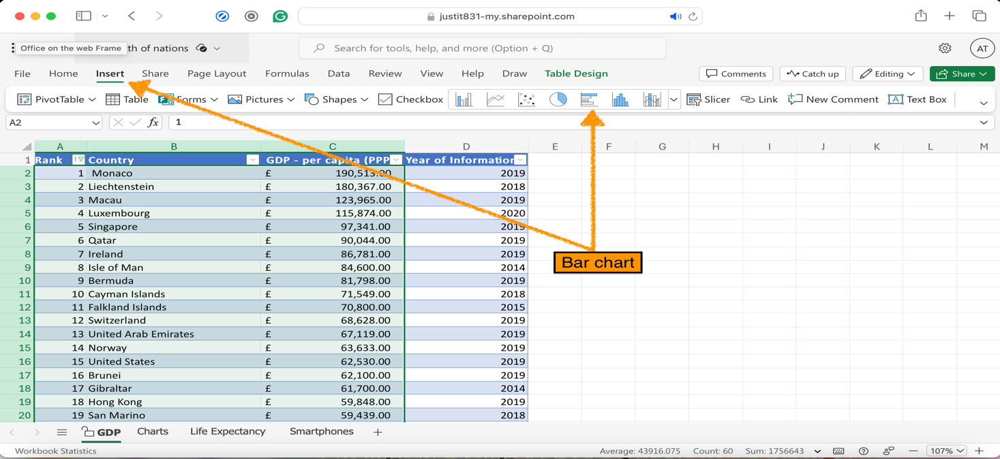 justit831-my.sharepoint.com
Office on the web Frame th of nations Search for tools, help, and more (Option + Q) AT
File Home Insert Share Page Layout Formulas Data Review View Help Draw Table Design Comments Catch up Editing Share
PivotTable Table Forms Pictures Shapes Checkbox Slicer Link New Comment Text Box
A2 fx 1
A B C D E F G H I J K L M
1 Rank Country GDP - per capita (PPP Year of Information
2 1 Monaco £ 190,513.00 2019
3 2 Liechtenstein £ 180,367.00 2018
4 3 Macau £ 123,965.00 2019
5 4 Luxembourg £ 115,874.00 2020
6 5 Singapore £ 97,341.00 2019
7 6 Qatar £ 90,044.00 2019
8 7 Ireland £ 86,781.00 2019
Bar chart
9 8 Isle of Man £ 84,600.00 2014
10 9 Bermuda £ 81,798.00 2019
11 10 Cayman Islands £ 71,549.00 2018
12 11 Falkland Islands £ 70,800.00 2015
13 12 Switzerland £ 68,628.00 2019
14 13 United Arab Emirates £ 67,119.00 2019
15 14 Norway £ 63,633.00 2019
16 15 United States £ 62,530.00 2019
17 16 Brunei £ 62,100.00 2019
18 17 Gibraltar £ 61,700.00 2014
19 18 Hong Kong £ 59,848.00 2019
20 19 San Marino £ 59,439.00 2018
GDP Charts Life Expectancy Smartphones
Workbook Statistics Average: 43916.075 Count: 60 Sum: 1756643 107%